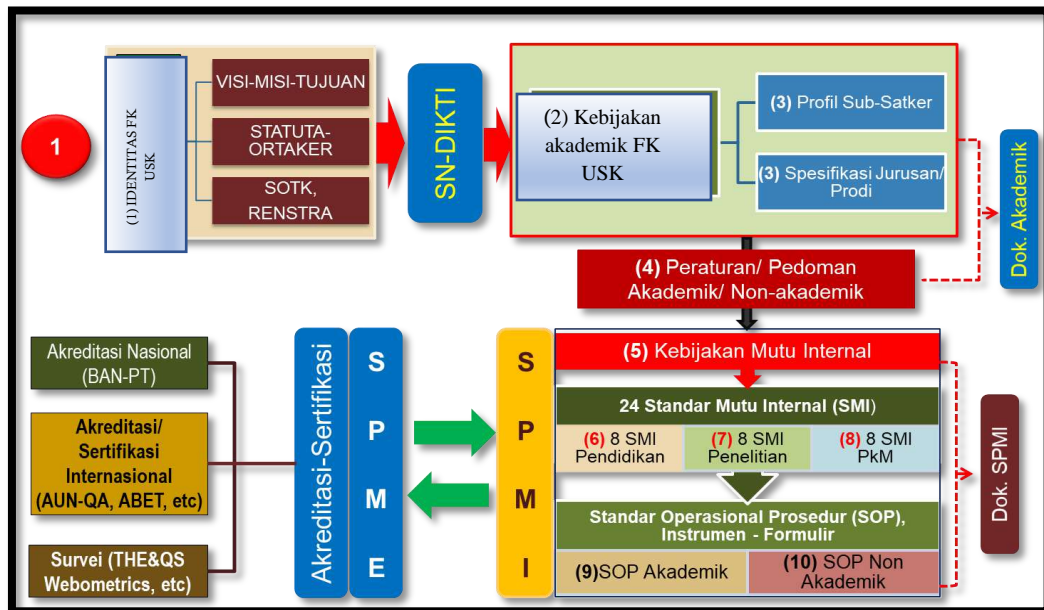 1
(1) IDENTITAS FK
USK
VISI-MISI-TUJUAN
STATUTA-
ORTAKER
SOTK,
RENSTRA
SN-DIKTI
(2) Kebijakan
akademik FK
USK
(3) Profil Sub-Satker
(3) Spesifikasi Jurusan/
Prodi
Dok. Akademik
(4) Peraturan/ Pedoman
Akademik/ Non-akademik
Akreditasi Nasional
(BAN-PT)
Akreditasi/
Sertifikasi
Internasional
(AUN-QA, ABET, etc)
Survei (THE&QS
Webometrics, etc)
Akreditasi-Sertifikasi
S
P
M
E
S
P
M
I
(5) Kebijakan Mutu Internal
24 Standar Mutu Internal (SMI)
(6) 8 SMI
Pendidikan
(7) 8 SMI
Penelitian
(8) 8 SMI
PkM
Standar Operasional Prosedur (SOP),
Instrumen - Formulir
(9)SOP Akademik
(10) SOP Non
Akademik
Dok. SPMI